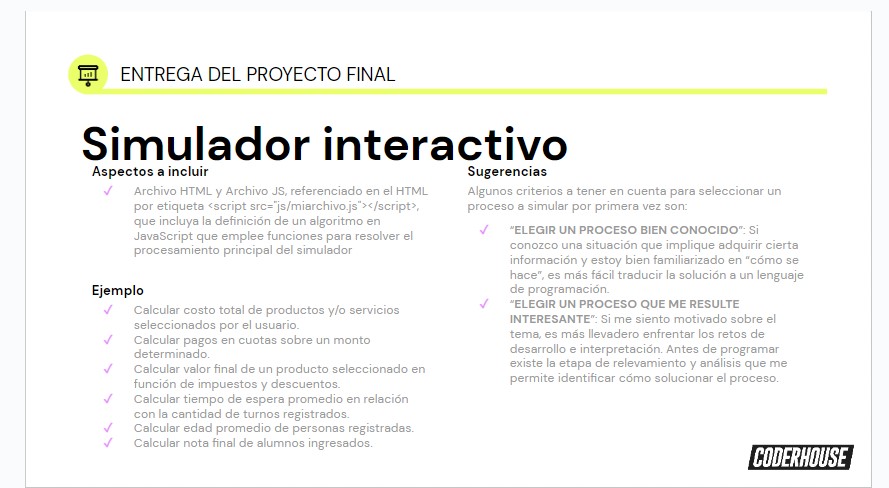 ENTREGA DEL PROYECTO FINAL
Simulador interactivo
Aspectos a incluir
Archivo HTML y Archivo JS, referenciado en el HTML
por etiqueta <script src="js/miarchivo.js"></script>,
que incluya la definición de un algoritmo en
JavaScript que emplee funciones para resolver el
procesamiento principal del simulador
Ejemplo
Calcular costo total de productos y/o servicios
seleccionados por el usuario.
Calcular pagos en cuotas sobre un monto
determinado.
Calcular valor final de un producto seleccionado en
función de impuestos y descuentos.
Calcular tiempo de espera promedio en relación
con la cantidad de turnos registrados.
Calcular edad promedio de personas registradas.
Calcular nota final de alumnos ingresados.
Sugerencias
Algunos criterios a tener en cuenta para seleccionar un
proceso a simular por primera vez son:
“ELEGIR UN PROCESO BIEN CONOCIDO”: Si
conozco una situación que implique adquirir cierta
información y estoy bien familiarizado en “cómo se
hace”, es más fácil traducir la solución a un lenguaje
de programación.
“ELEGIR UN PROCESO QUE ME RESULTE
INTERESANTE”: Si me siento motivado sobre el
tema, es más llevadero enfrentar los retos de
desarrollo e interpretación. Antes de programar
existe la etapa de relevamiento y análisis que me
permite identificar cómo solucionar el proceso.
CODERHOUSE